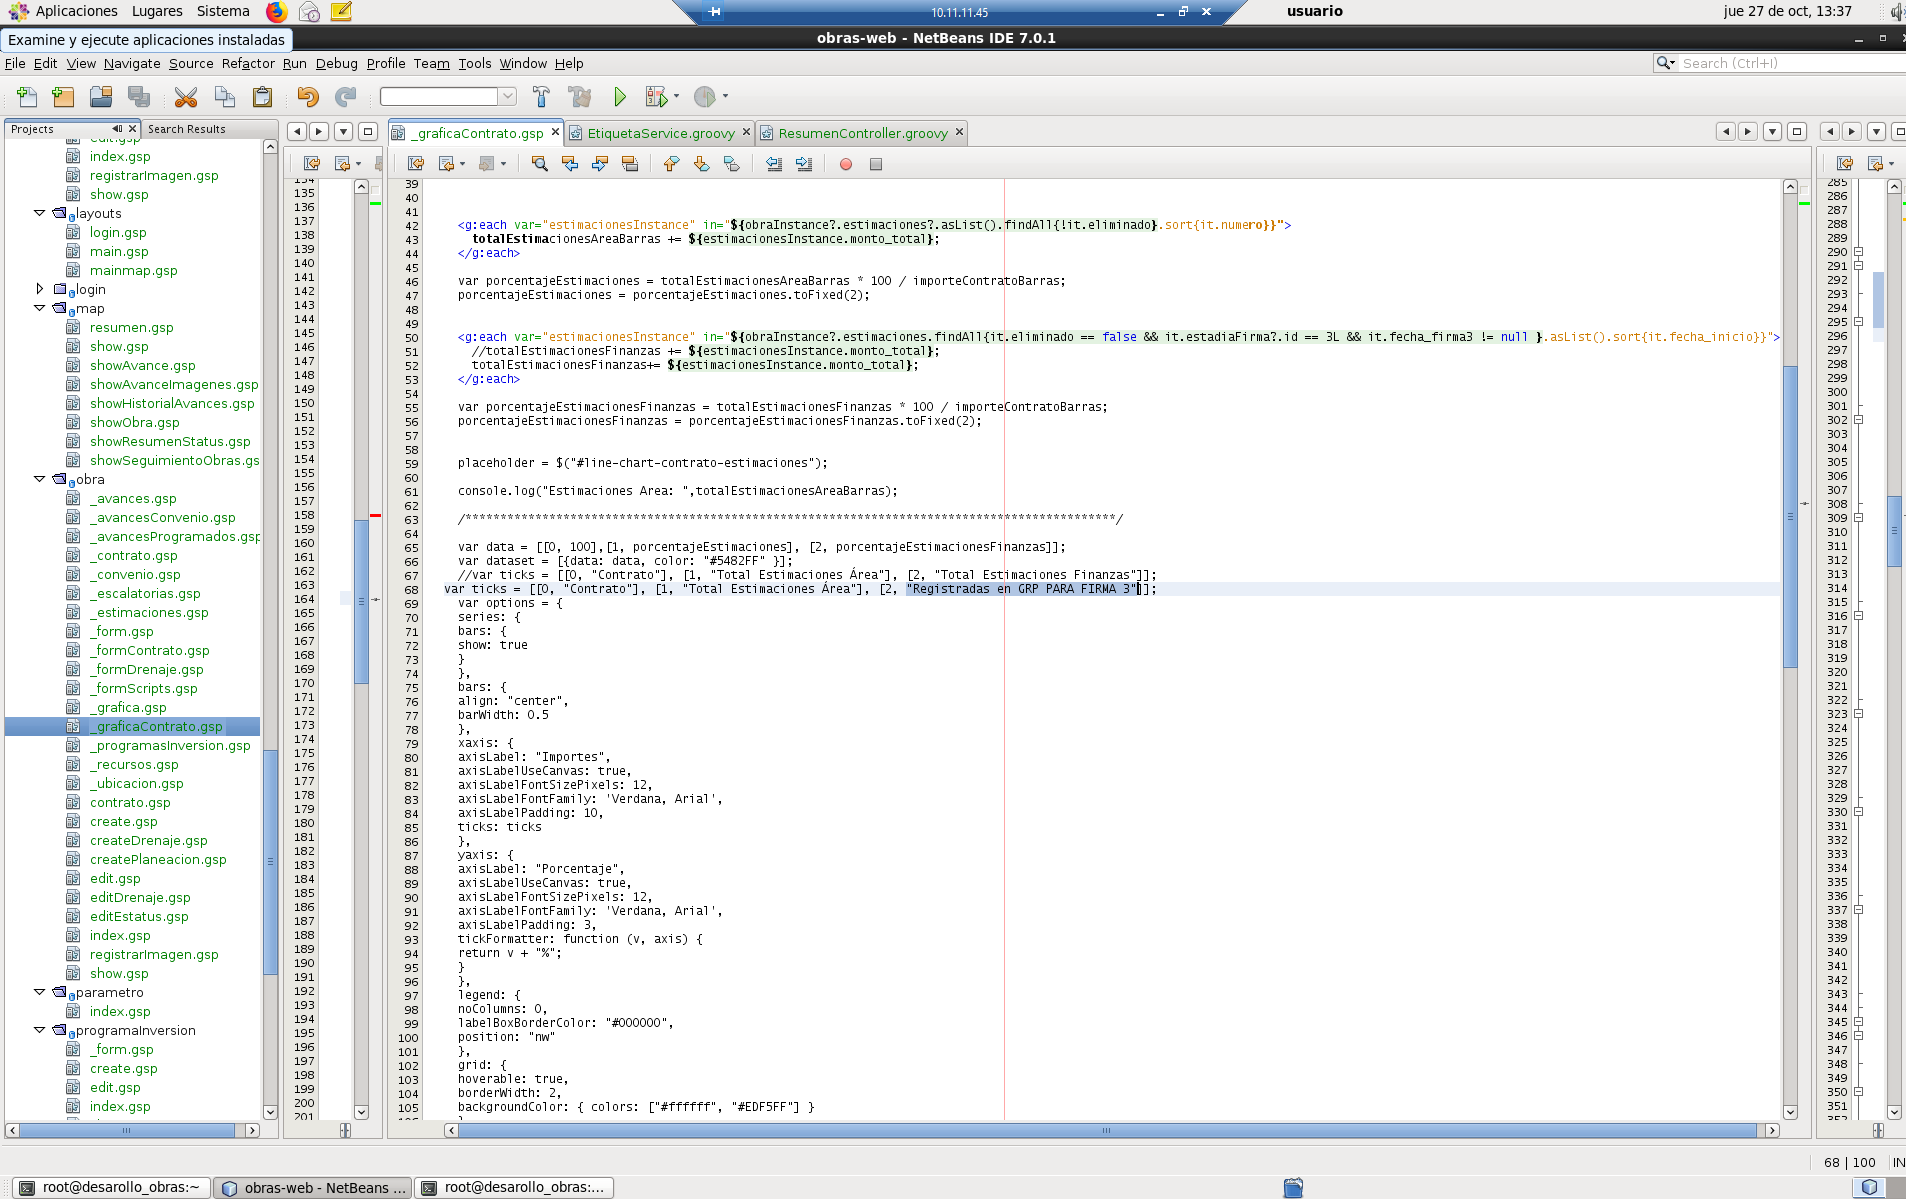 Aplicaciones Lugares Sistema
10.11.11.45
usuario
jue 27 de oct, 13:37
Examine y ejecute aplicaciones instaladas
obras-web - NetBeans IDE 7.0.1
File Edit View Navigate Source Refactor Run Debug Profile Team Tools Window Help
Search (Ctrl+I)
Projects
Search Results
_graficaContrato.gsp
EtiquetaService.groovy
ResumenController.groovy
edit.gsp
index.gsp
registrarImagen.gsp
show.gsp
layouts
login.gsp
main.gsp
mainmap.gsp
login
map
resumen.gsp
show.gsp
showAvance.gsp
showAvanceImagenes.gsp
showHistorialAvances.gsp
showObra.gsp
showResumenStatus.gsp
showSeguimientoObras.gs
obra
_avances.gsp
_avancesConvenio.gsp
_avancesProgramados.gsp
_contrato.gsp
_convenio.gsp
_escalatorias.gsp
_estimaciones.gsp
_form.gsp
_formContrato.gsp
_formDrenaje.gsp
_formScripts.gsp
_grafica.gsp
_graficaContrato.gsp
_programasInversion.gsp
_recursos.gsp
_ubicacion.gsp
contrato.gsp
create.gsp
createDrenaje.gsp
createPlaneacion.gsp
edit.gsp
editDrenaje.gsp
editEstatus.gsp
index.gsp
registrarImagen.gsp
show.gsp
parametro
index.gsp
programaInversion
_form.gsp
create.gsp
edit.gsp
index.gsp
39
40
41
42 <g:each var="estimacionesInstance" in="${obraInstance?.estimaciones?.asList().findAll{!it.eliminado}.sort{it.numero}}">
43 totalEstimacionesAreaBarras += ${estimacionesInstance.monto_total};
44 </g:each>
45
46 var porcentajeEstimaciones = totalEstimacionesAreaBarras * 100 / importeContratoBarras;
47 porcentajeEstimaciones = porcentajeEstimaciones.toFixed(2);
48
49
50 <g:each var="estimacionesInstance" in="${obraInstance?.estimaciones.findAll{it.eliminado == false && it.estadiaFirma?.id == 3L && it.fecha_firma3 != null }.asList().sort{it.fecha_inicio}}">
51 //totalEstimacionesFinanzas += ${estimacionesInstance.monto_total};
52 totalEstimacionesFinanzas+= ${estimacionesInstance.monto_total};
53 </g:each>
54
55 var porcentajeEstimacionesFinanzas = totalEstimacionesFinanzas * 100 / importeContratoBarras;
56 porcentajeEstimacionesFinanzas = porcentajeEstimacionesFinanzas.toFixed(2);
57
58
59 placeholder = $("#line-chart-contrato-estimaciones");
60
61 console.log("Estimaciones Area: ",totalEstimacionesAreaBarras);
62
63 /*********************************************************************************************/
64
65 var data = [[0, 100],[1, porcentajeEstimaciones], [2, porcentajeEstimacionesFinanzas]];
66 var dataset = [{data: data, color: "#5482FF" }];
67 //var ticks = [[0, "Contrato"], [1, "Total Estimaciones Área"], [2, "Total Estimaciones Finanzas"]];
68 var ticks = [[0, "Contrato"], [1, "Total Estimaciones Área"], [2, "Registradas en GRP PARA FIRMA 3"]];
69 var options = {
70 series: {
71 bars: {
72 show: true
73 }
74 },
75 bars: {
76 align: "center",
77 barWidth: 0.5
78 },
79 xaxis: {
80 axisLabel: "Importes",
81 axisLabelUseCanvas: true,
82 axisLabelFontSizePixels: 12,
83 axisLabelFontFamily: 'Verdana, Arial',
84 axisLabelPadding: 10,
85 ticks: ticks
86 },
87 yaxis: {
88 axisLabel: "Porcentaje",
89 axisLabelUseCanvas: true,
90 axisLabelFontSizePixels: 12,
91 axisLabelFontFamily: 'Verdana, Arial',
92 axisLabelPadding: 3,
93 tickFormatter: function (v, axis) {
94 return v + "%";
95 }
96 },
97 legend: {
98 noColumns: 0,
99 labelBoxBorderColor: "#000000",
100 position: "nw"
101 },
102 grid: {
103 hoverable: true,
104 borderWidth: 2,
105 backgroundColor: { colors: ["#ffffff", "#EDF5FF"] }
68 | 100
IN
root@desarollo_obras:~
obras-web - NetBeans ...
root@desarollo_obras:...